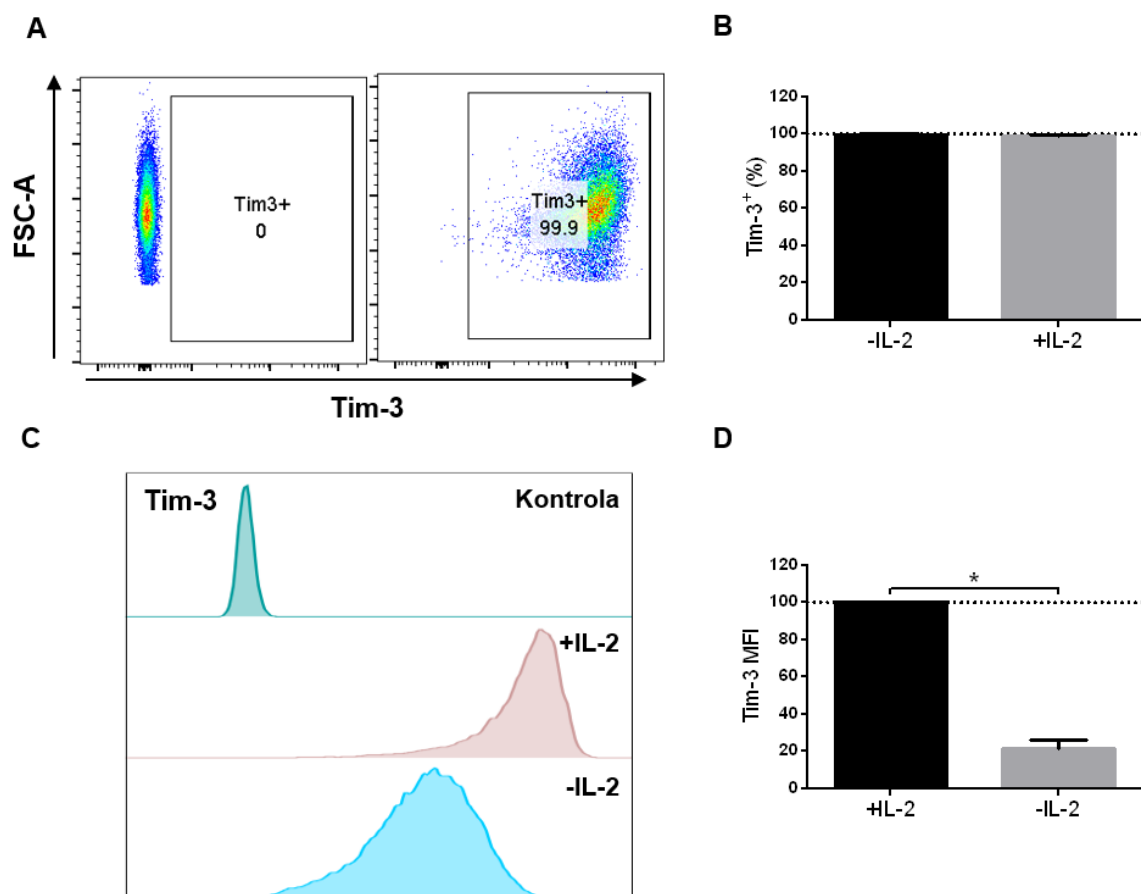 A
FSC-A
Tim3+
0
Tim3+
99.9
Tim-3
B
Tim-3+ (%)
120
100
80
60
40
20
0
-IL-2
+IL-2
C
Tim-3
Kontrola
+IL-2
-IL-2
D
Tim-3 MFI
120
100
80
60
40
20
0
*
+IL-2
-IL-2